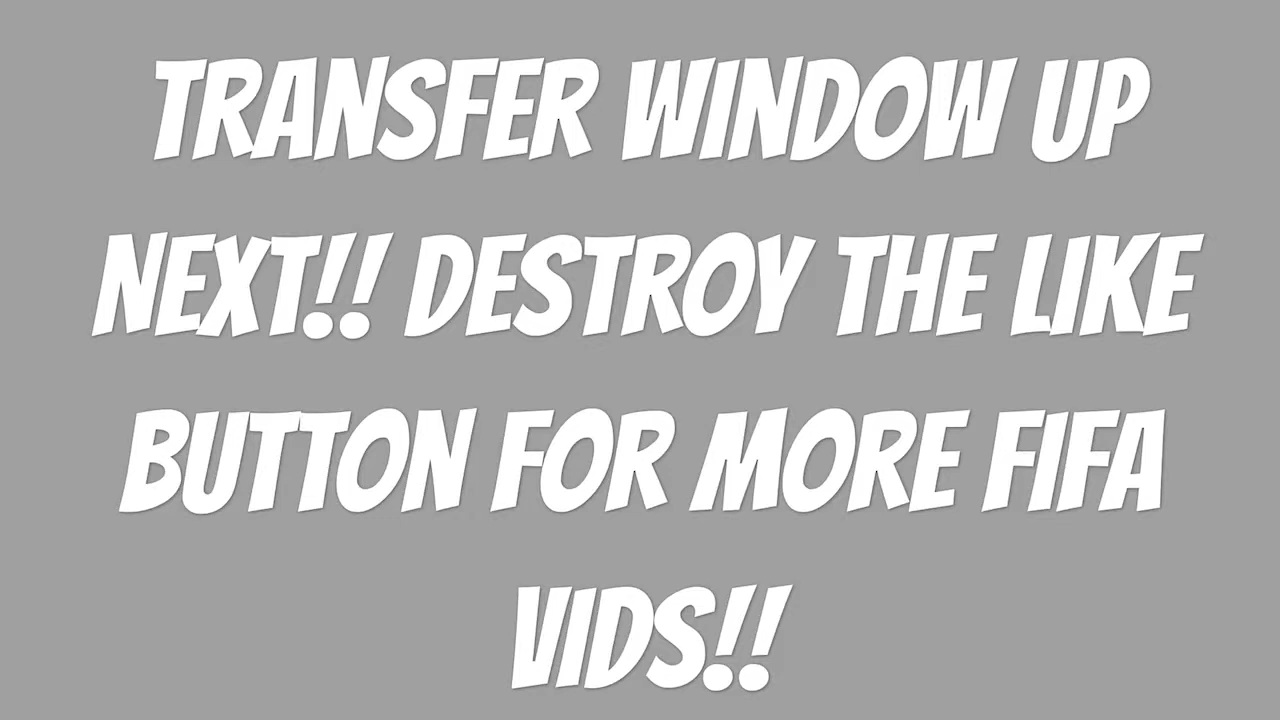 TRANSFER WINDOW UP
NEXT!! DESTROY THE LIKE
BUTTON FOR MORE FIFA
VIDS!!